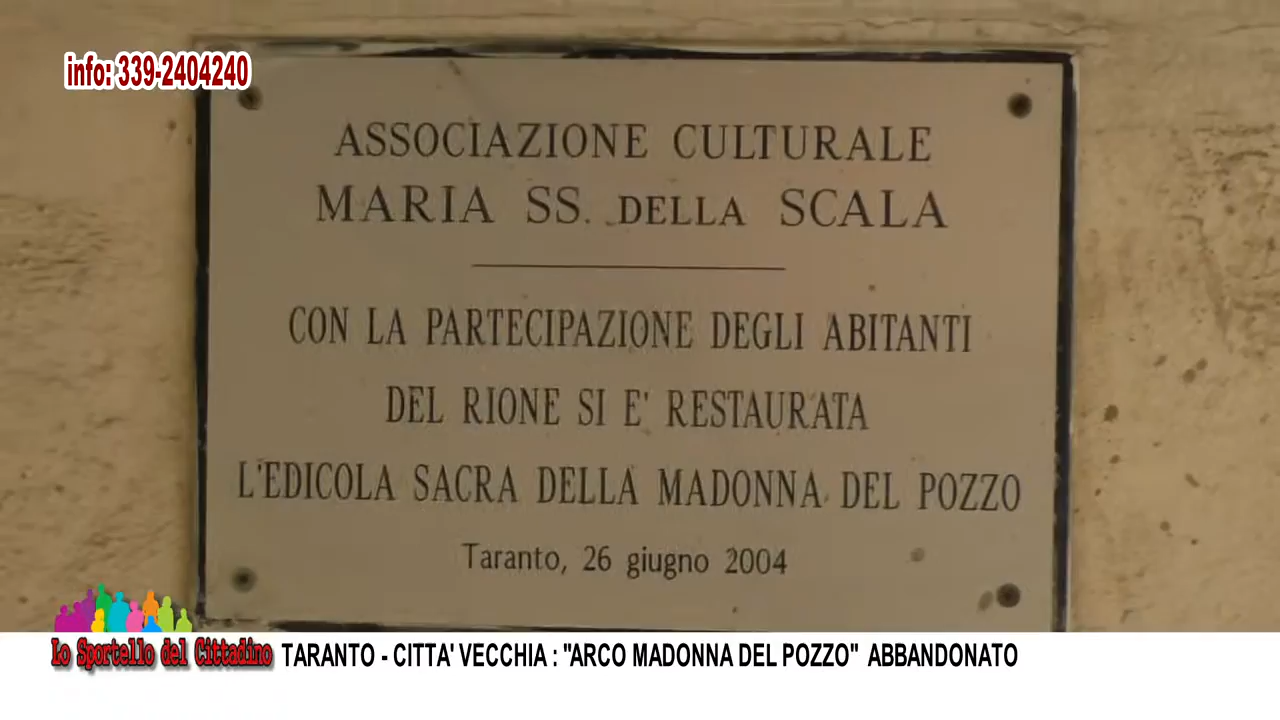 info: 339-2404240
ASSOCIAZIONE CULTURALE
MARIA SS. DELLA SCALA
CON LA PARTECIPAZIONE DEGLI ABITANTI
DEL RIONE SI E' RESTAURATA
L'EDICOLA SACRA DELLA MADONNA DEL POZZO
Taranto, 26 giugno 2004
Lo Sportello del Cittadino
TARANTO - CITTA' VECCHIA : "ARCO MADONNA DEL POZZO" ABBANDONATO